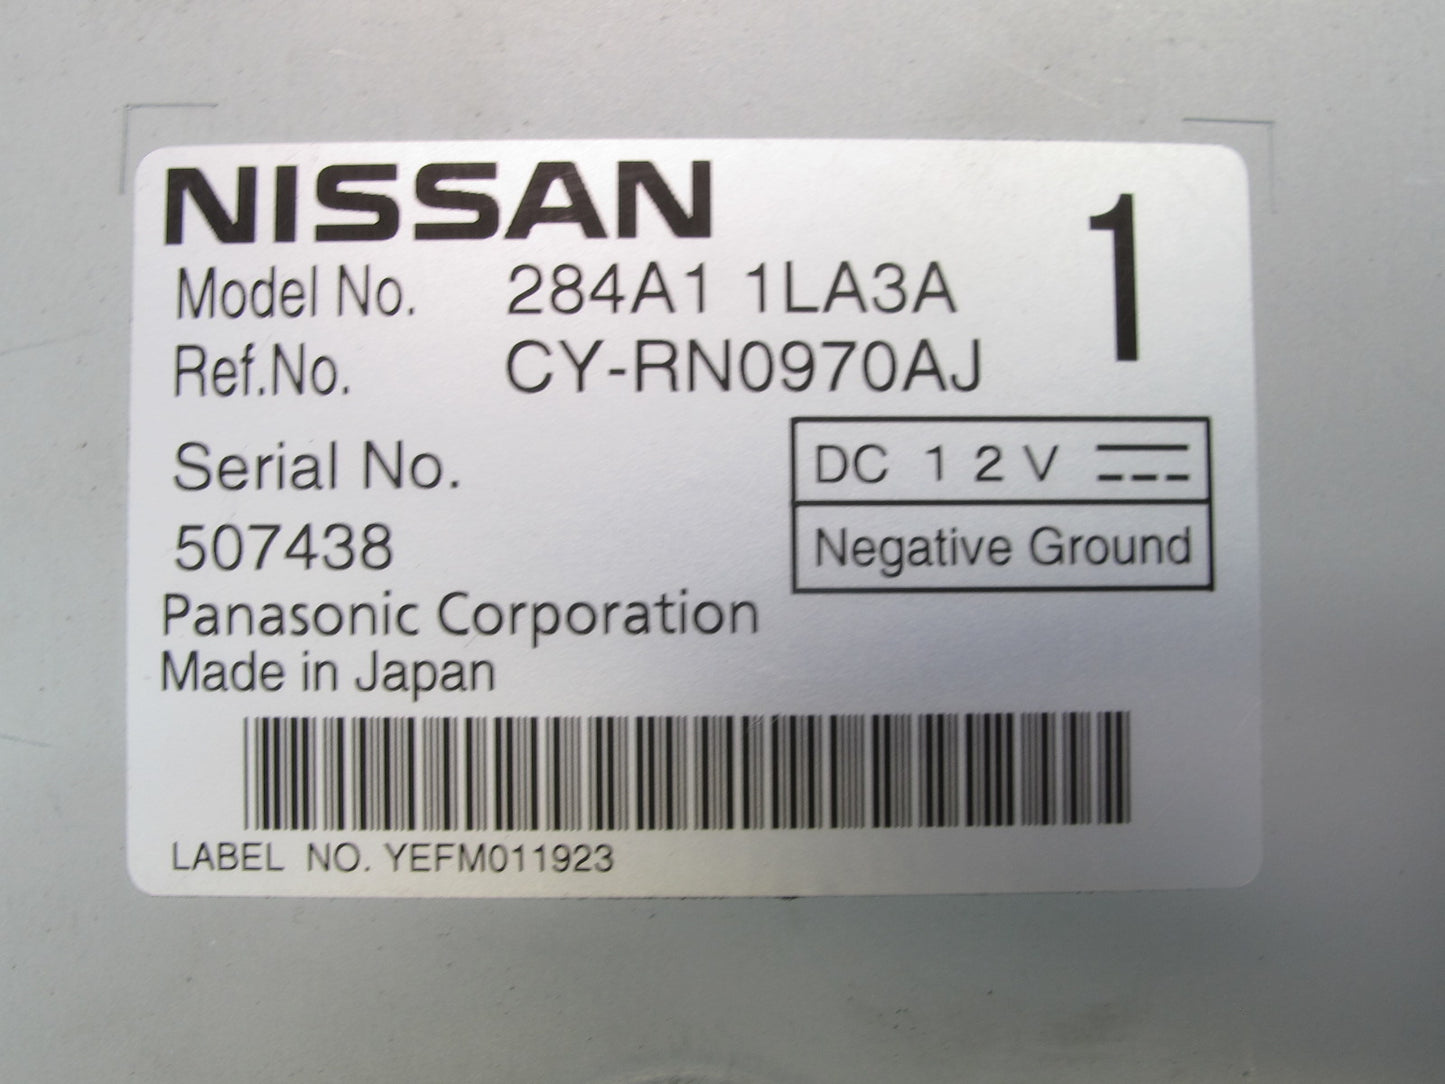 NISSAN
1
Model No. 284A1 1LA3A
Ref.No. CY-RN0970AJ
Serial No.
507438
DC 12V
Negative Ground
Panasonic Corporation
Made in Japan
LABEL NO. YEFM011923